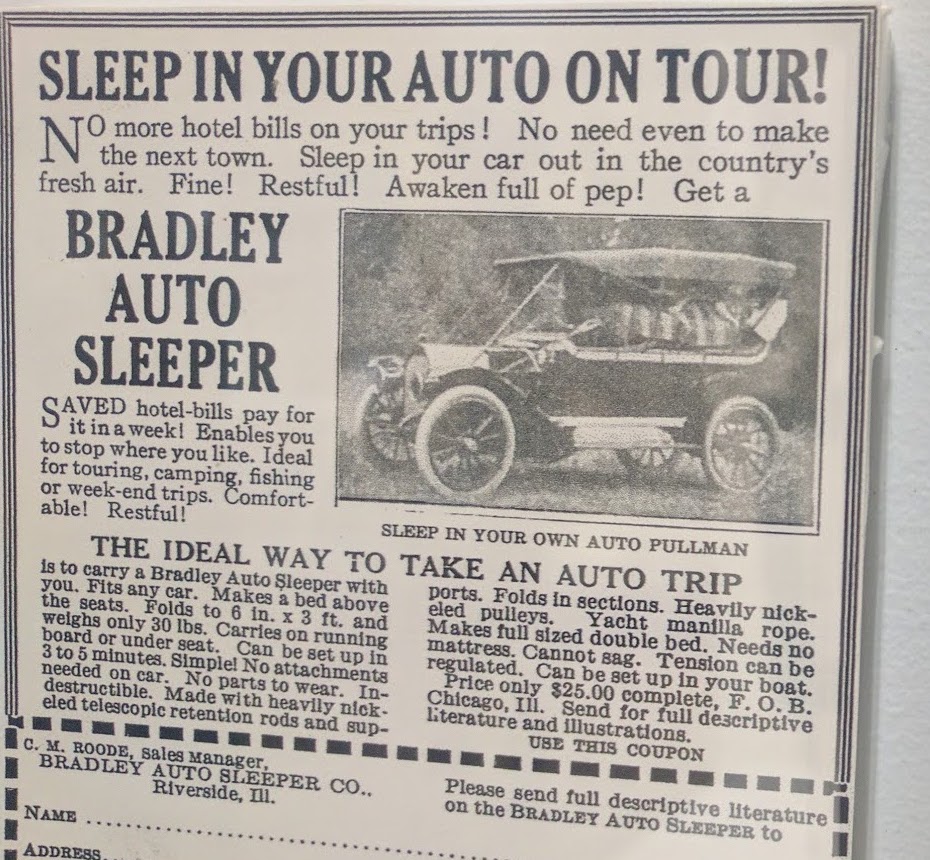 SLEEP IN YOUR AUTO ON TOUR!
NO more hotel bills on your trips! No need even to make
the next town. Sleep in your car out in the country's
fresh air. Fine! Restful! Awaken full of pep! Get a
BRADLEY
AUTO
SLEEPER
SAVED hotel-bills pay for
it in a week! Enables you
to stop where you like. Ideal
for touring, camping, fishing
or week-end trips. Comfort-
able! Restful!
SLEEP IN YOUR OWN AUTO PULLMAN
THE IDEAL WAY TO TAKE AN AUTO TRIP
is to carry a Bradley Auto Sleeper with
you. Fits any car. Makes a bed above
the seats. Folds to 6 in. x 3 ft. and
weighs only 30 lbs. Carries on running
board or under seat. Can be set up in
3 to 5 minutes. Simple! No attachments
needed on car. No parts to wear. In-
destructible. Made with heavily nick-
eled telescopic retention rods and sup-
ports. Folds in sections. Heavily nick-
eled pulleys. Yacht manilla rope.
Makes full sized double bed. Needs no
mattress. Cannot sag. Tension can be
regulated. Can be set up in your boat.
Price only $25.00 complete, F. O. B.
Chicago, Ill. Send for full descriptive
literature and illustrations.
USE THIS COUPON
C. M. ROODE, Sales Manager,
BRADLEY AUTO SLEEPER CO.,
Riverside, Ill.
Please send full descriptive literature
on the BRADLEY AUTO SLEEPER to
NAME
ADDRESS